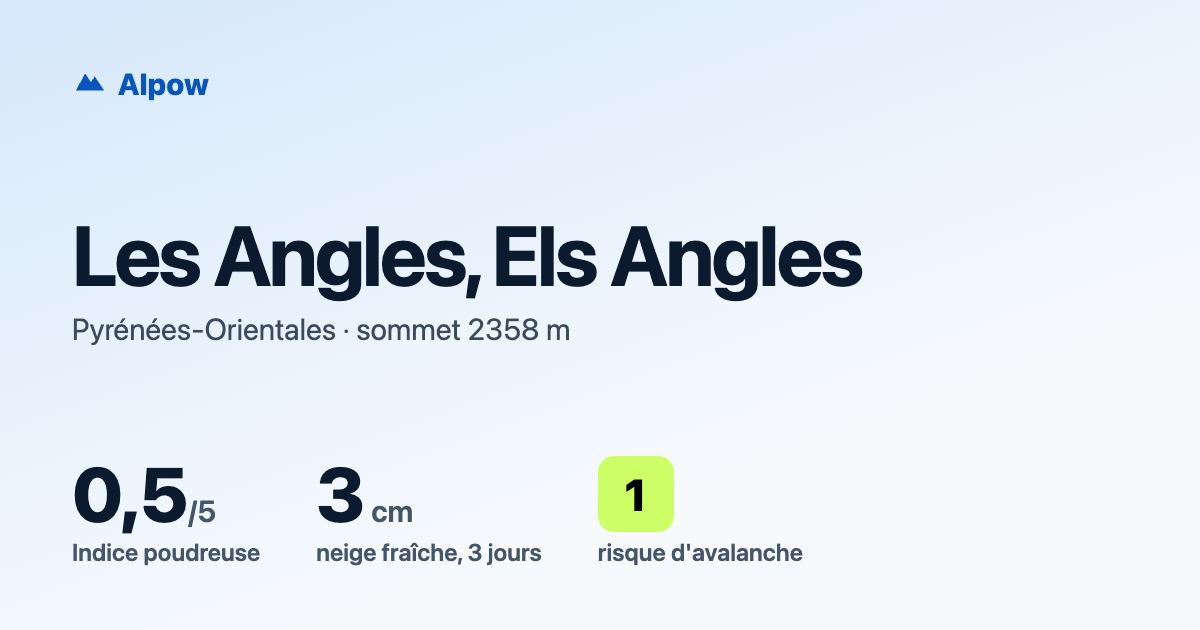 Alpow
Les Angles, Els Angles
Pyrénées-Orientales · sommet 2358 m
0,5/5
Indice poudreuse
3 cm
neige fraîche, 3 jours
1
risque d'avalanche